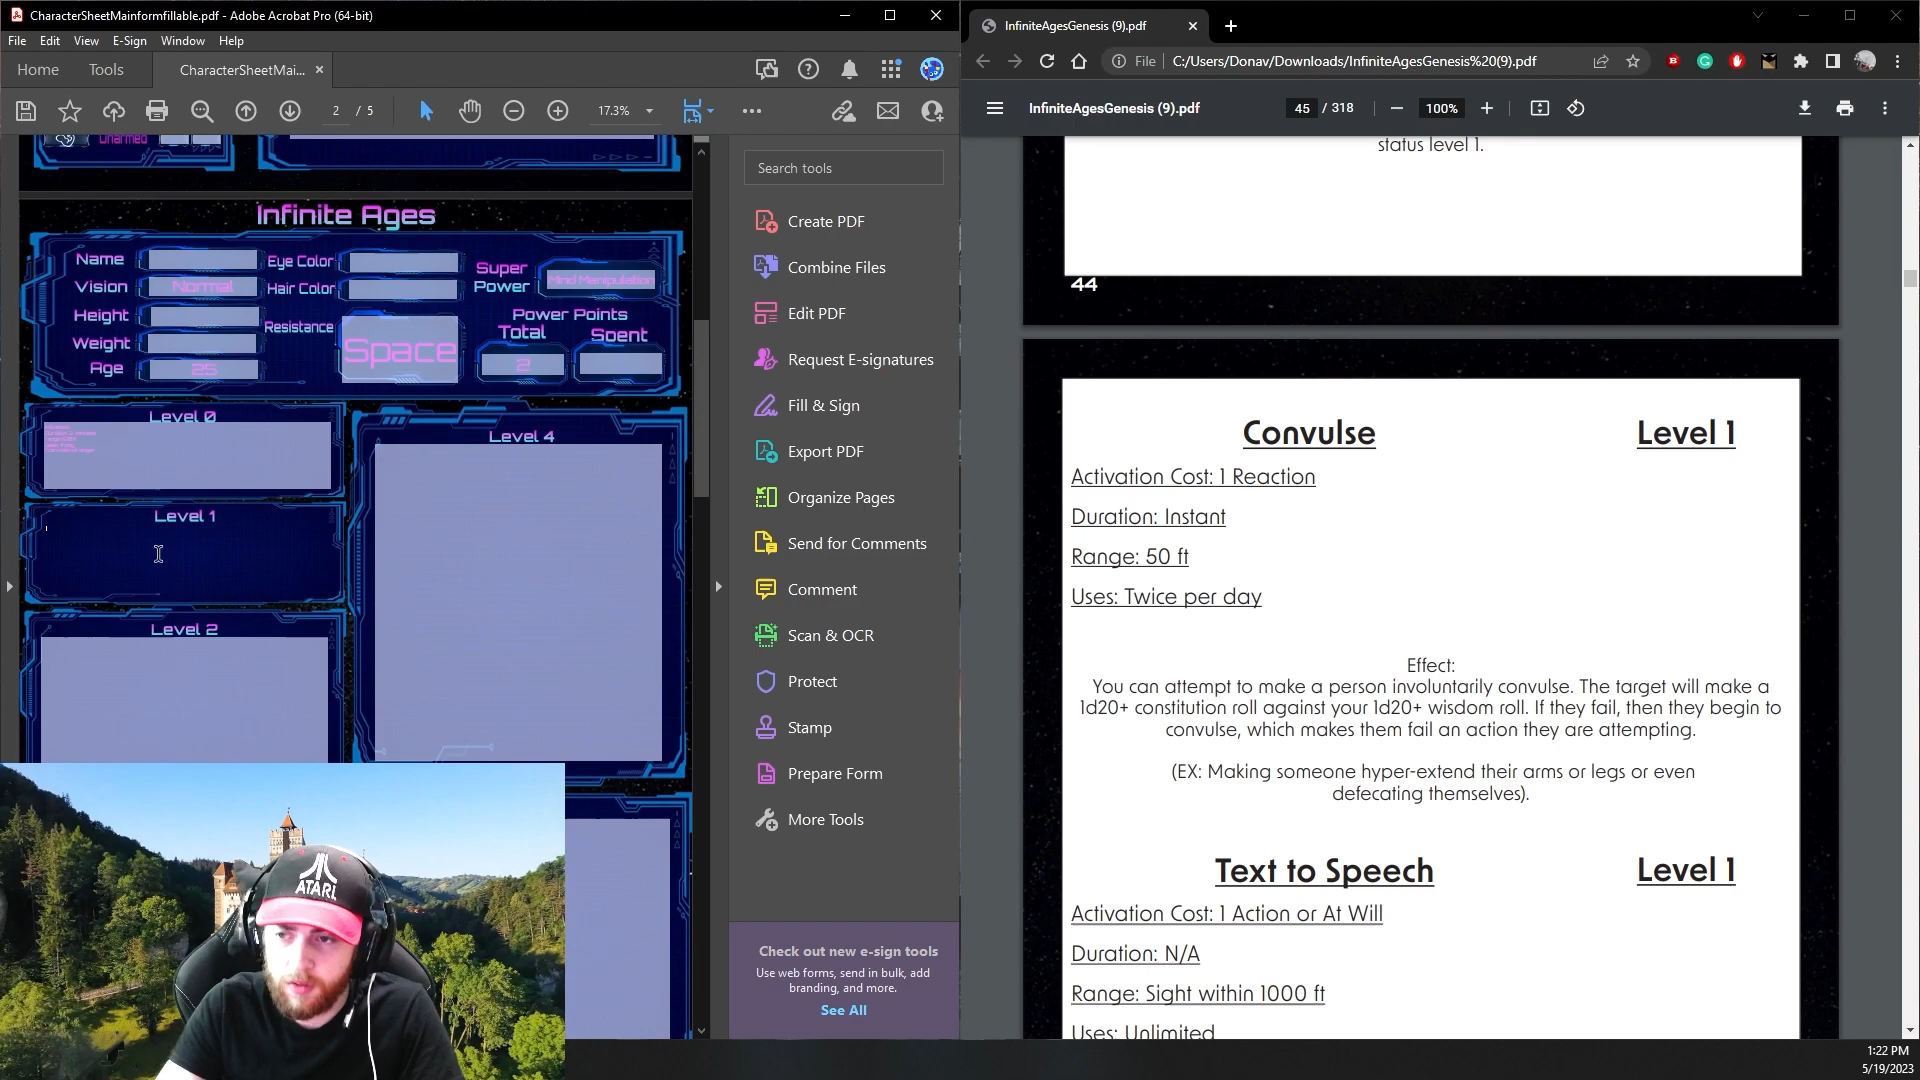 CharacterSheetMainformfillable.pdf - Adobe Acrobat Pro (64-bit)
File Edit View E-Sign Window Help
Home Tools CharacterSheetMai... ×
2 / 5 17.3%
Unarmed
Infinite Ages
Name
Vision Normal
Height
Weight
Age 25
Eye Color
Hair Color
Resistance Space
Super Power Mind Manipulation
Power Points
Total Spent
2
Level 0
Level 1
Level 2
Level 4
Search tools
Create PDF
Combine Files
Edit PDF
Request E-signatures
Fill & Sign
Export PDF
Organize Pages
Send for Comments
Comment
Scan & OCR
Protect
Stamp
Prepare Form
More Tools
Check out new e-sign tools
Use web forms, send in bulk, add
branding, and more.
See All
ATARI
InfiniteAgesGenesis (9).pdf
File C:/Users/Donav/Downloads/InfiniteAgesGenesis%20(9).pdf
InfiniteAgesGenesis (9).pdf 45 / 318 100%
status level 1.
44
Convulse Level 1
Activation Cost: 1 Reaction
Duration: Instant
Range: 50 ft
Uses: Twice per day
Effect:
You can attempt to make a person involuntarily convulse. The target will make a
1d20+ constitution roll against your 1d20+ wisdom roll. If they fail, then they begin to
convulse, which makes them fail an action they are attempting.
(EX: Making someone hyper-extend their arms or legs or even
defecating themselves).
Text to Speech Level 1
Activation Cost: 1 Action or At Will
Duration: N/A
Range: Sight within 1000 ft
Uses: Unlimited
1:22 PM
5/19/2023